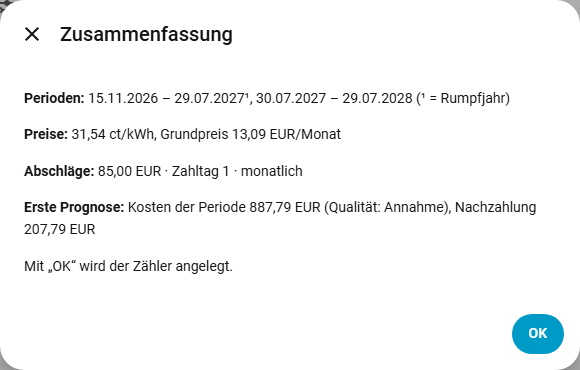 Zusammenfassung
Perioden: 15.11.2026 – 29.07.2027¹, 30.07.2027 – 29.07.2028 (¹ = Rumpfjahr)
Preise: 31,54 ct/kWh, Grundpreis 13,09 EUR/Monat
Abschläge: 85,00 EUR · Zahltag 1 · monatlich
Erste Prognose: Kosten der Periode 887,79 EUR (Qualität: Annahme), Nachzahlung
207,79 EUR
Mit „OK“ wird der Zähler angelegt.
OK